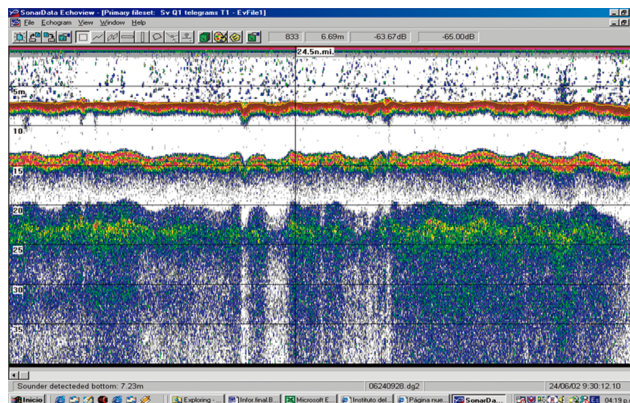 SonarData Echoview - [Primary fileset: Sv Q1 telegrams T1 - EvFile1]
File Echogram View Window Help
833 6.69m -63.67dB -65.00dB
24.5n.mi.
5m
10
15
20
25
30
35
Sounder detecteded bottom: 7.23m 06240928.dg2 24/06/02 9:30:12.10
Inicio Exploring - ... Infor.final.B... Microsoft E... Instituto del... Página nue... SonarDa... 04:19 p.